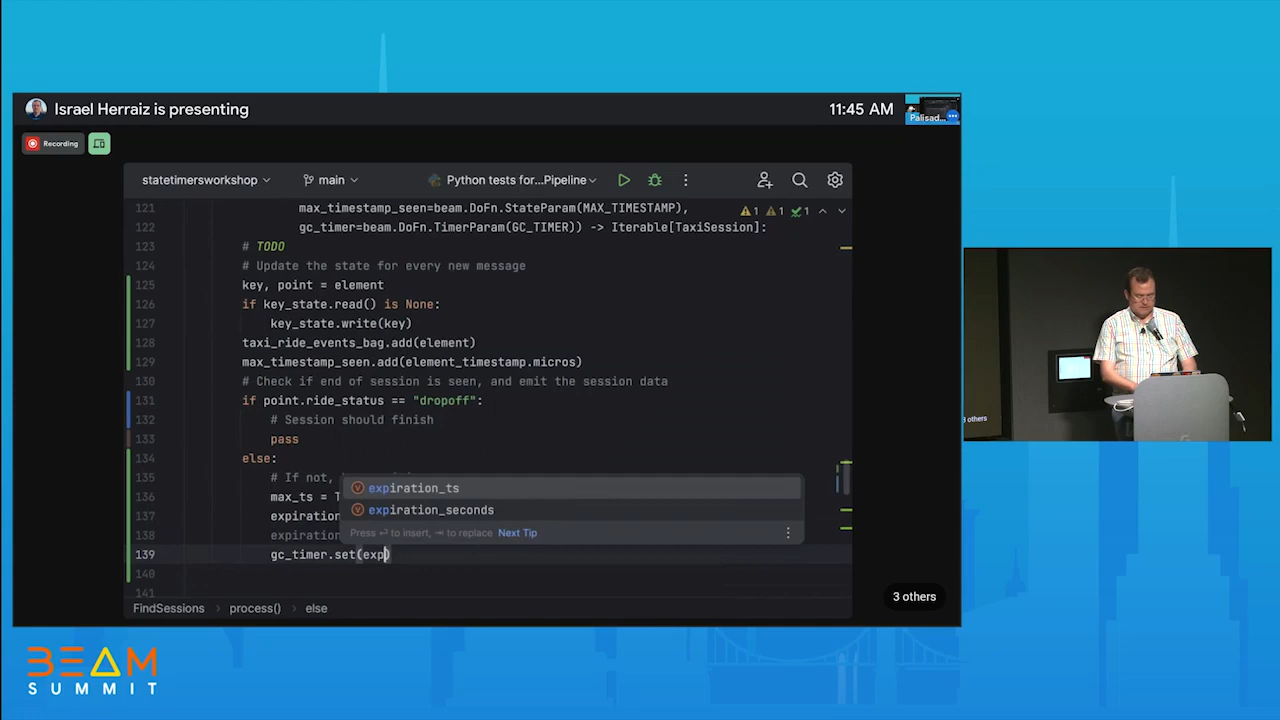 Israel Herraiz is presenting
11:45 AM
Palisad...
Recording
statetimersworkshop
main
Python tests for...Pipeline
121 max_timestamp_seen=beam.DoFn.StateParam(MAX_TIMESTAMP),
1 1 1
122 gc_timer=beam.DoFn.TimerParam(GC_TIMER)) -> Iterable[TaxiSession]:
123 # TODO
124 # Update the state for every new message
125 key, point = element
126 if key_state.read() is None:
127 key_state.write(key)
128 taxi_ride_events_bag.add(element)
129 max_timestamp_seen.add(element_timestamp.micros)
130 # Check if end of session is seen, and emit the session data
131 if point.ride_status == "dropoff":
132 # Session should finish
133 pass
134 else:
135 # If not,
136 max_ts = T
137 expiration
138 expiration
139 gc_timer.set(exp)
140
141
expiration_ts
expiration_seconds
Press ⏎ to insert, ⇥ to replace Next Tip
FindSessions > process() > else
3 others
3 others
BEAM
SUMMIT